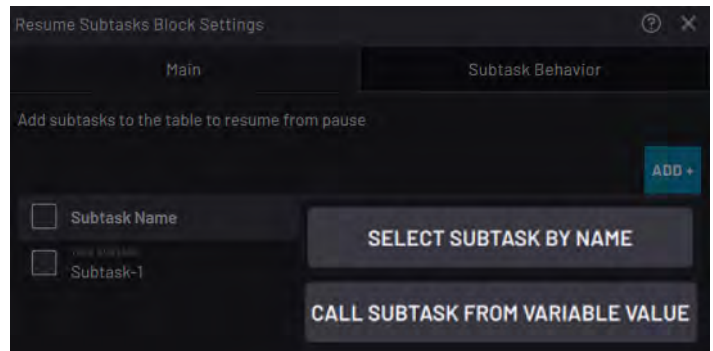 Resume Subtasks Block Settings
Main
Subtask Behavior
Add subtasks to the table to resume from pause
ADD +
Subtask Name
SELECT SUBTASK BY NAME
Subtask-1
CALL SUBTASK FROM VARIABLE VALUE